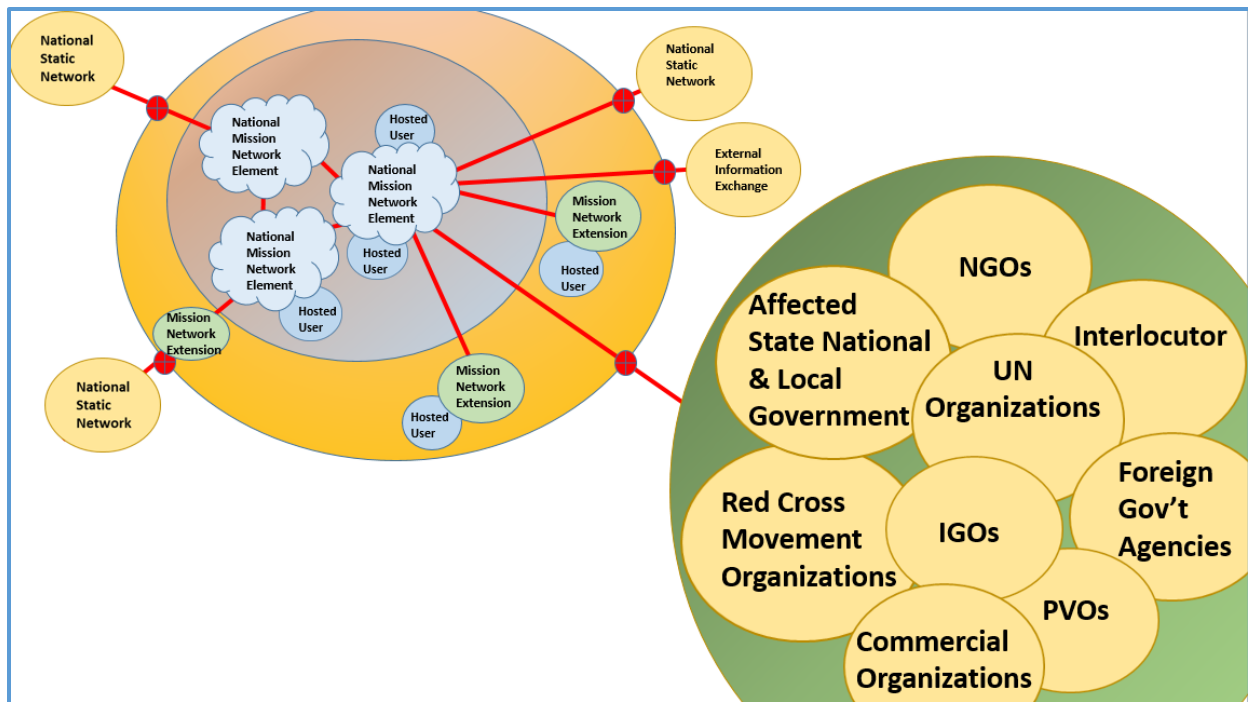 National
Static
Network
National
Static
Network
National
Mission
Network
Element
Hosted
User
National
Mission
Network
Element
External
Information
Exchange
Mission
Network
Extension
National
Mission
Network
Element
Hosted
User
Hosted
User
Hosted
User
Mission
Network
Extension
National
Static
Network
Mission
Network
Extension
Hosted
User
NGOs
Affected
State National
& Local
Government
Interlocutor
UN
Organizations
Red Cross
Movement
Organizations
IGOs
Foreign
Gov't
Agencies
PVOs
Commercial
Organizations